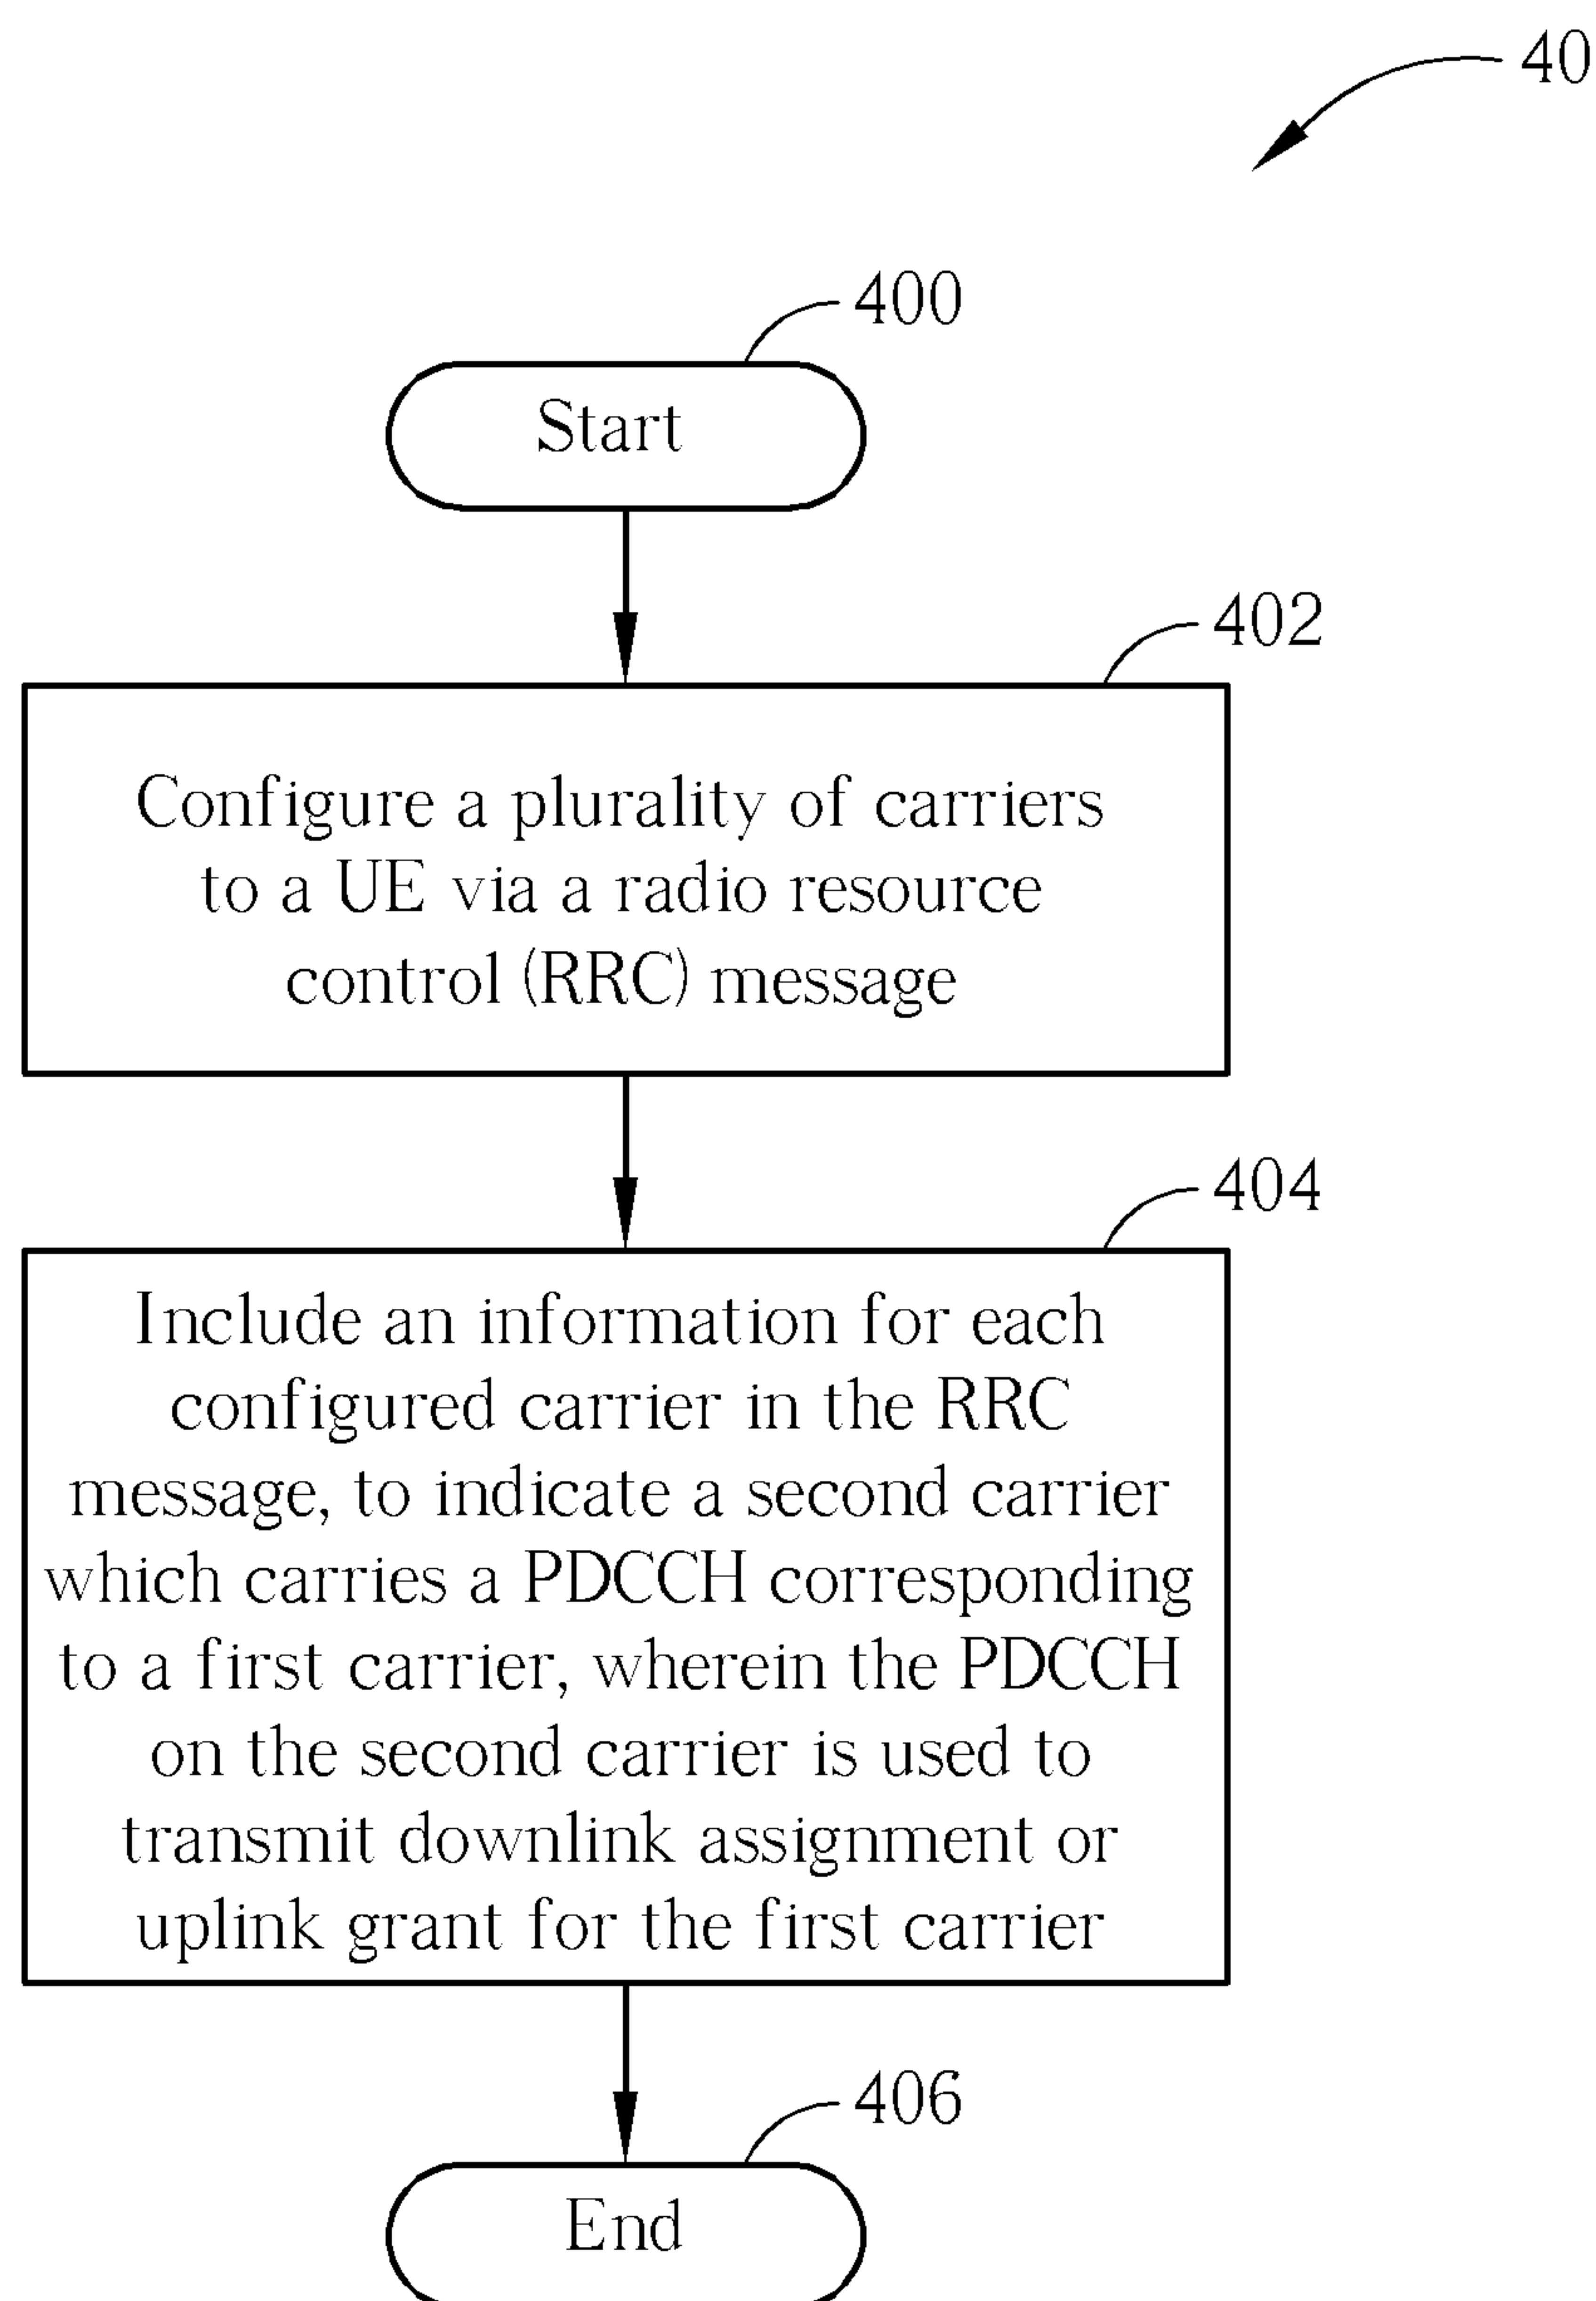 40
400
Start
402
Configure a plurality of carriers
to a UE via a radio resource
control (RRC) message
404
Include an information for each
configured carrier in the RRC
message, to indicate a second carrier
which carries a PDCCH corresponding
to a first carrier, wherein the PDCCH
on the second carrier is used to
transmit downlink assignment or
uplink grant for the first carrier
406
End